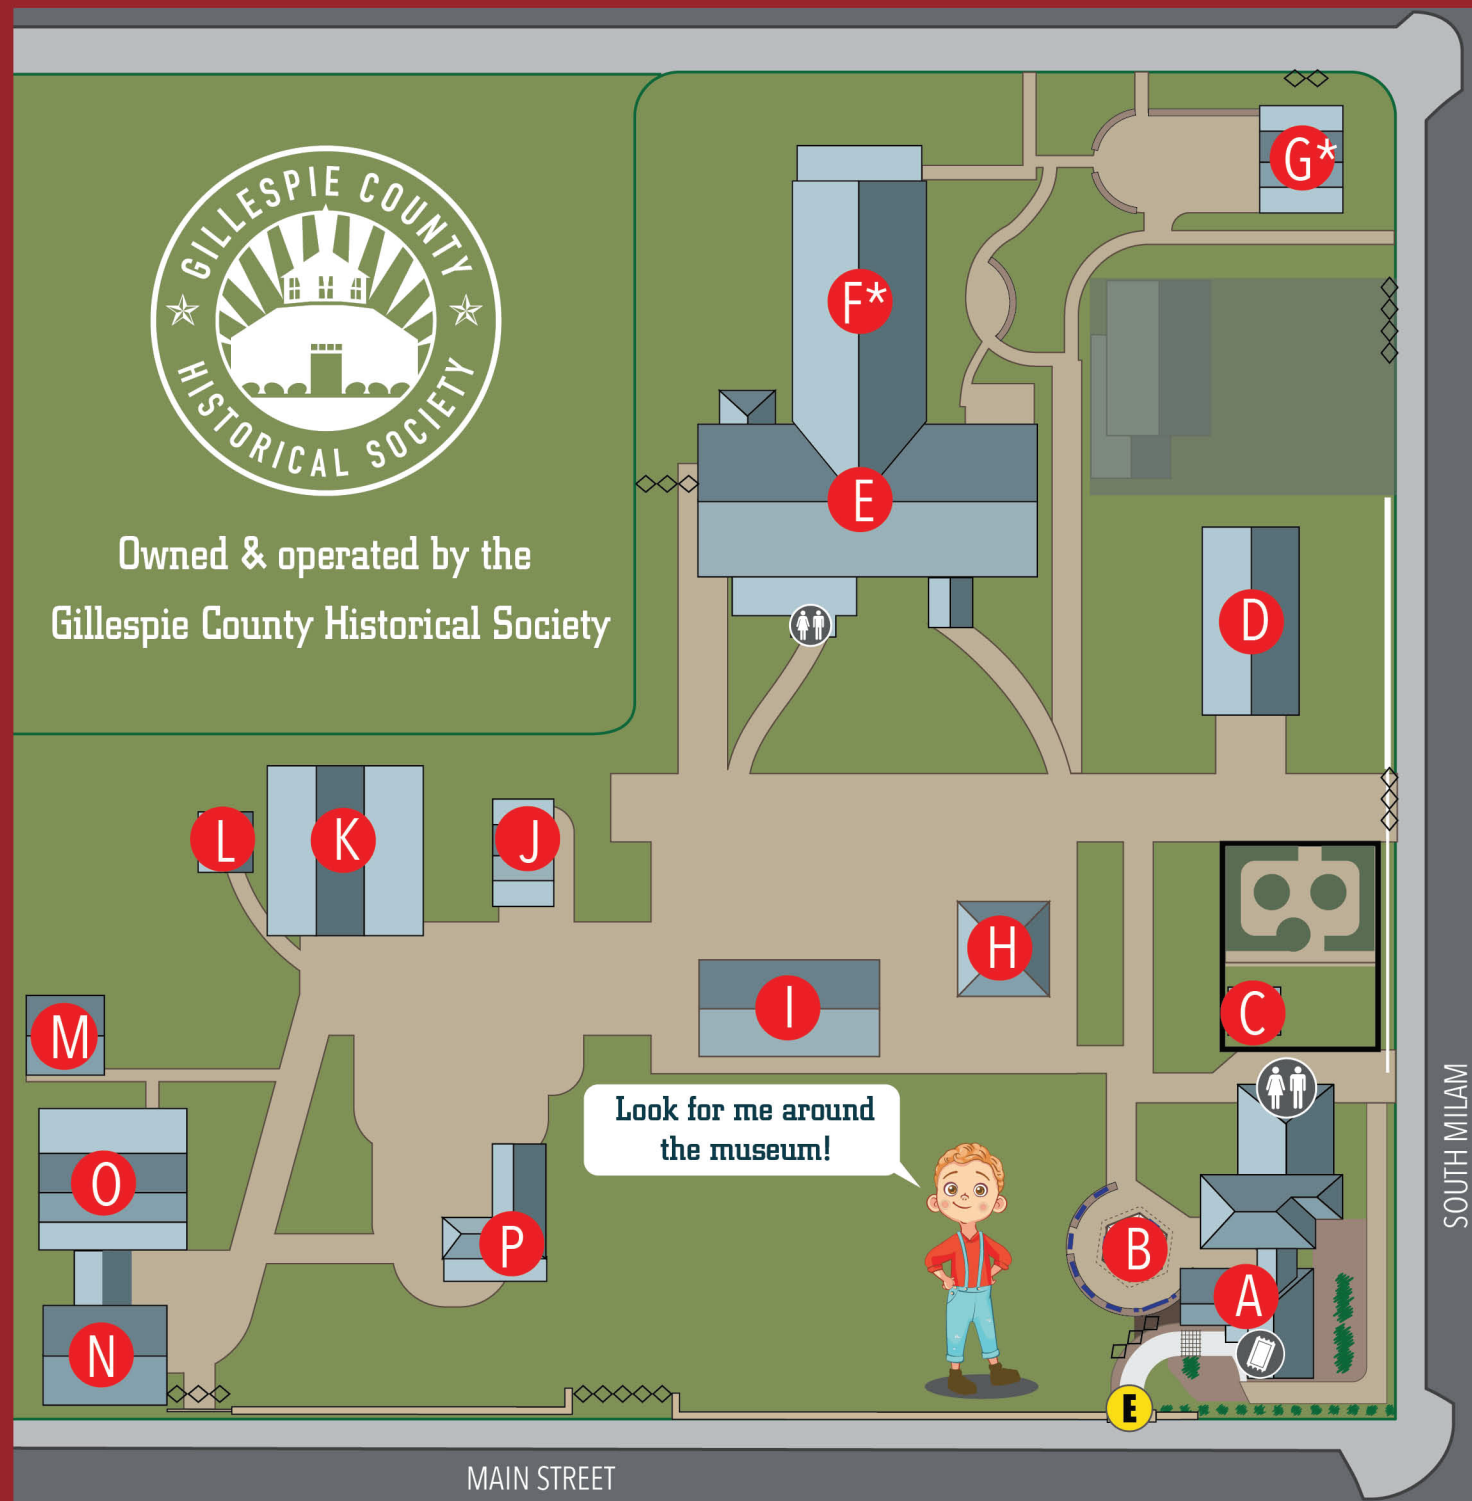 GILLESPIE COUNTY
HISTORICAL SOCIETY
Owned & operated by the
Gillespie County Historical Society
G*
F*
E
D
L
K
J
H
I
C
M
O
P
N
B
A
E
Look for me around
the museum!
SOUTH MILAM
MAIN STREET